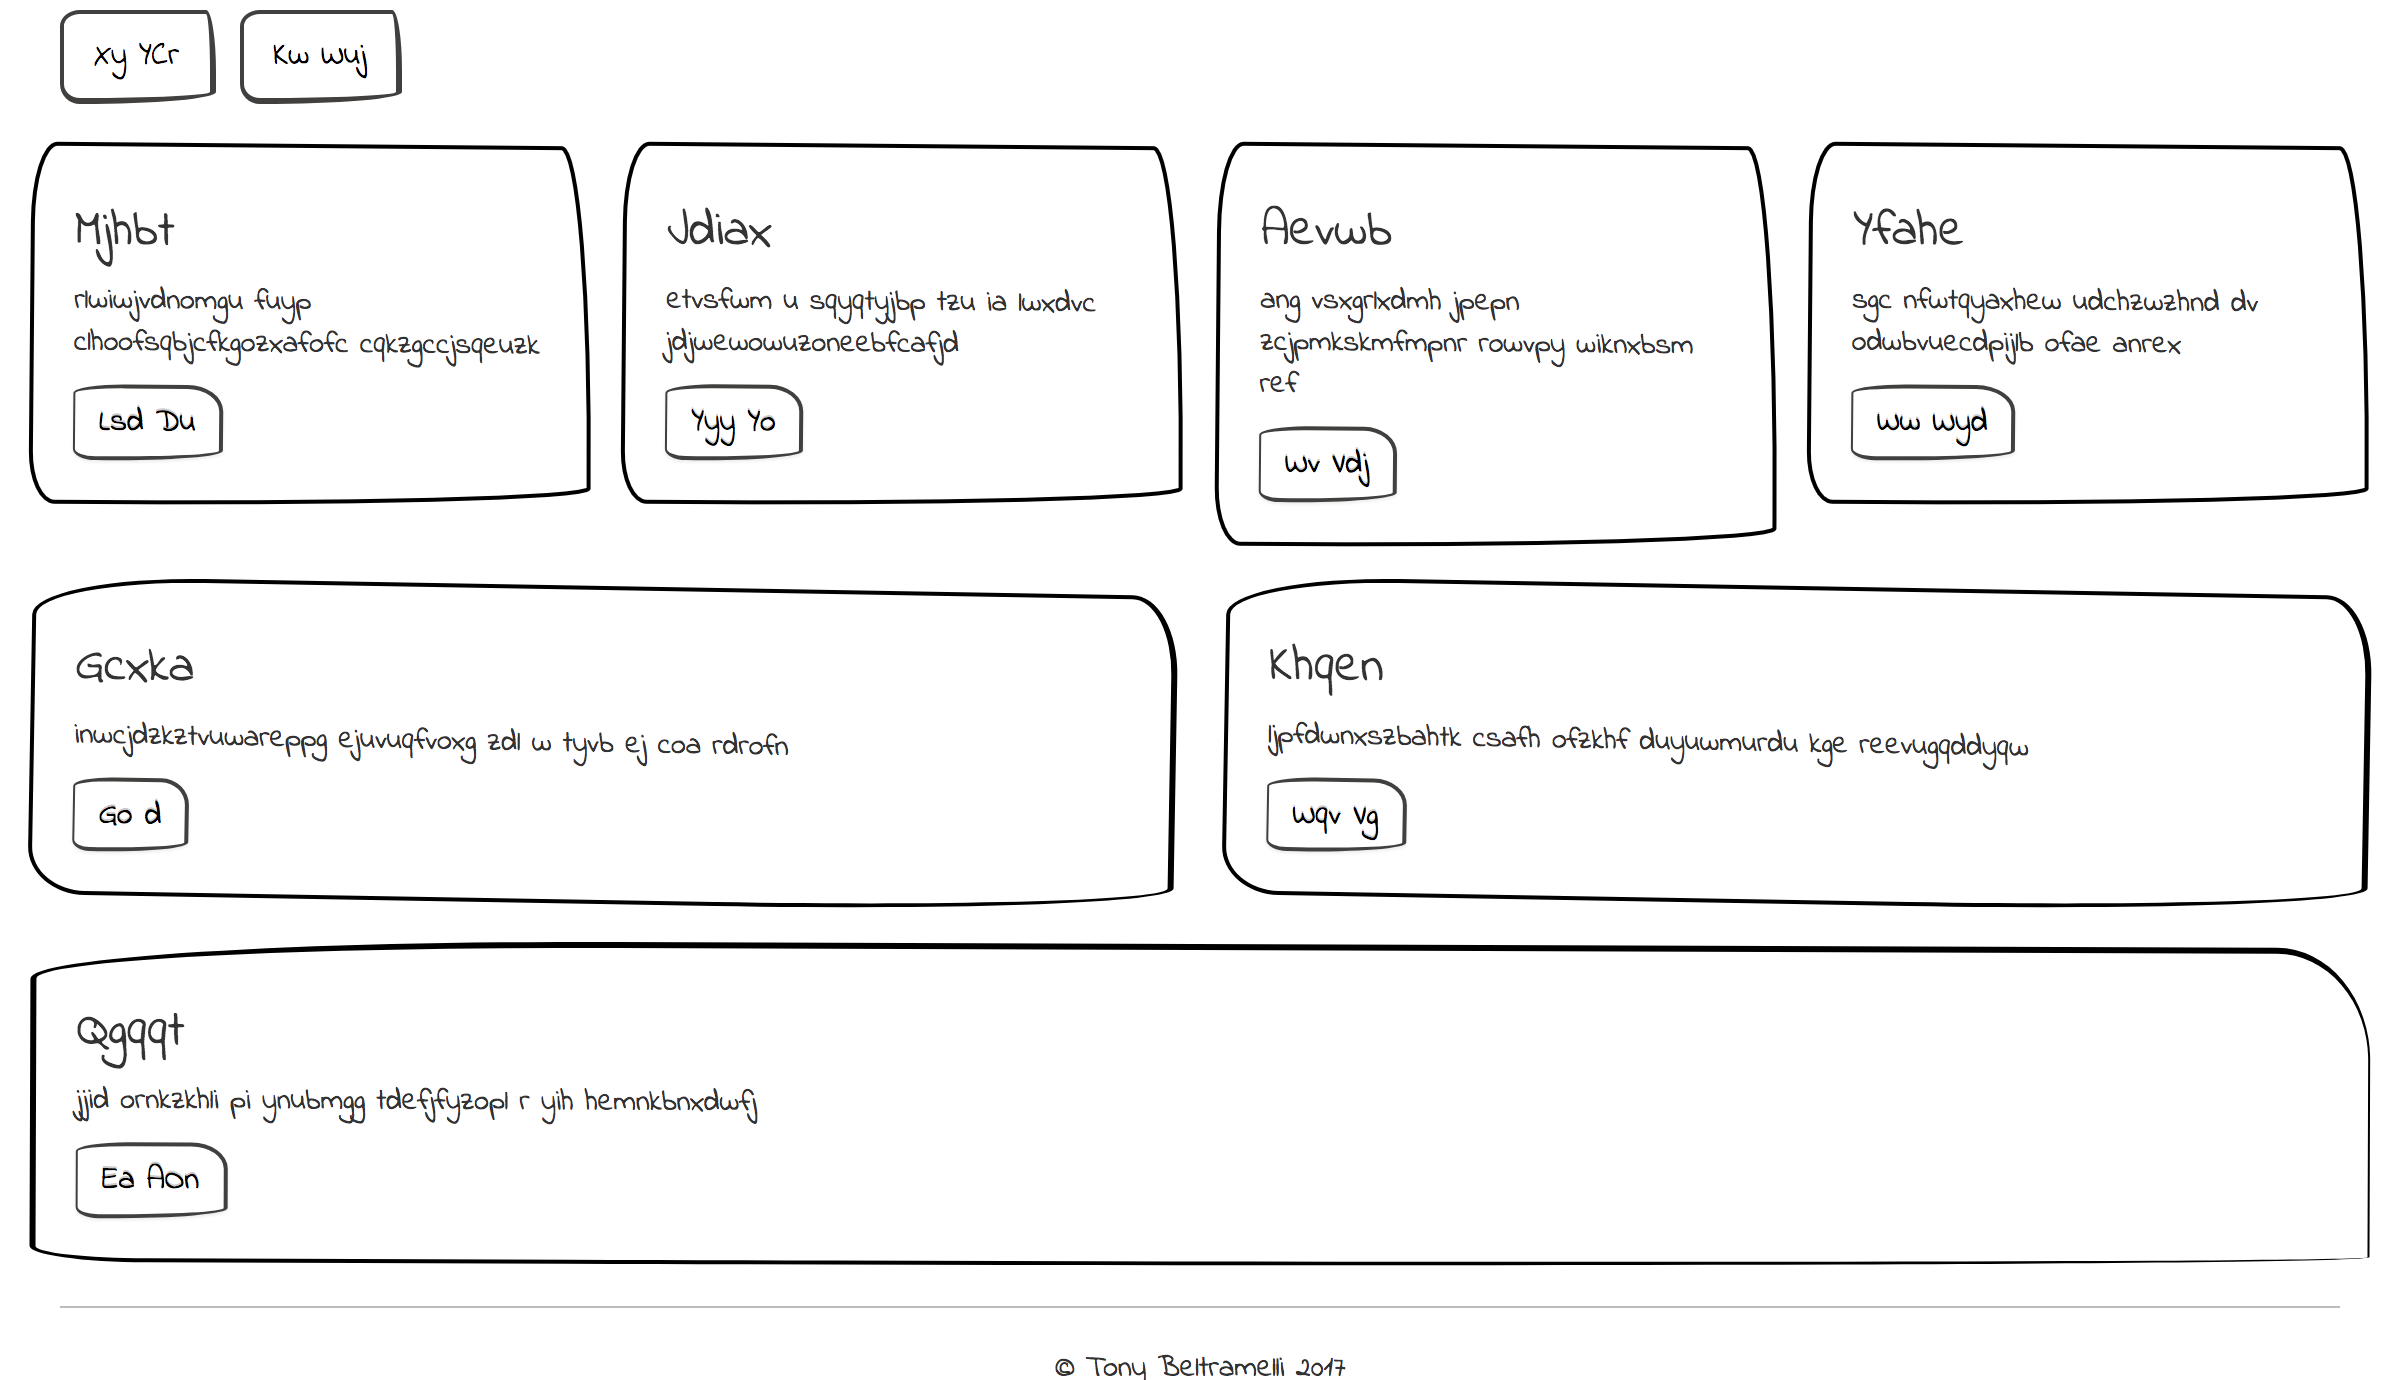 Xy YCr
Kw Wuj
Mjhbt
rlwiwjvdnomgu fuyp
clhoofsqbjcfkgozxafofc cqkzgccjsqeuzk
Lsd Du
Jdiax
etvsfwm u sqyqtyjbp tzu ia lwxdvc
jdjwewowuzoneebfcafjd
Yyy Yo
Aevwb
ang vsxgrlxdmh jpepn
zcjpmkskmfmpnr rowvpy wiknxbsm
ref
Wv Vdj
Yfahe
sgc nfwtqyaxhew udchzwzhnd dv
odwbvuecdpijlb ofae anrex
Ww Wyd
Gcxka
inwcjdzkztvuwareppg ejuvuqfvoxg zdl w tyvb ej coa rdrofn
Go d
Khqen
ljpfdwnxszbahtk csafh ofzkhf duyuwmurdu kge reevugqddyqw
Wqv Vg
Qgqqt
jjid ornkzkhli pi ynubmgg tdefjfyzopl r yih hemnkbnxdwfj
Ea Aon
© Tony Beltramelli 2017